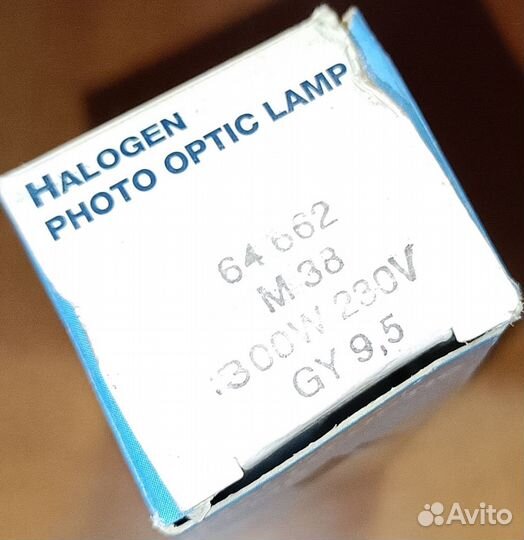 HALOGEN
PHOTO OPTIC LAMP
64 662
M-38
300W 230V
GY 9,5
Avito